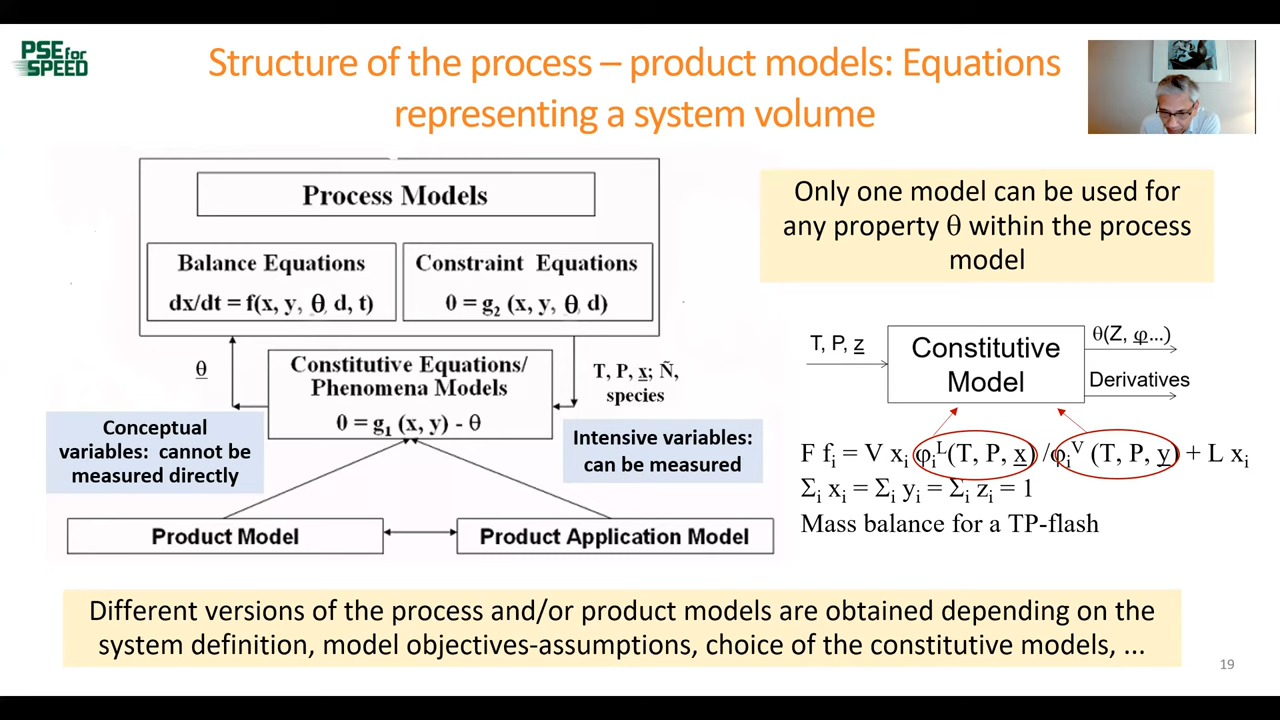 PSE for
SPEED
Structure of the process – product models: Equations
representing a system volume
Process Models
Balance Equations
dx/dt = f(x, y, θ d, t)
Constraint Equations
0 = g₂ (x, y, θ d)
θ
Constitutive Equations/
Phenomena Models
0 = g₁ (x, y) - θ
T, P, x; Ñ,
species
Conceptual
variables: cannot be
measured directly
Intensive variables:
can be measured
Product Model
Product Application Model
Only one model can be used for
any property θ within the process
model
T, P, z
Constitutive
Model
θ(Z, φ...)
Derivatives
F fᵢ = V xᵢ φᵢᴸ(T, P, x) /φᵢⱽ (T, P, y) + L xᵢ
Σᵢ xᵢ = Σᵢ yᵢ = Σᵢ zᵢ = 1
Mass balance for a TP-flash
Different versions of the process and/or product models are obtained depending on the
system definition, model objectives-assumptions, choice of the constitutive models, ...
19